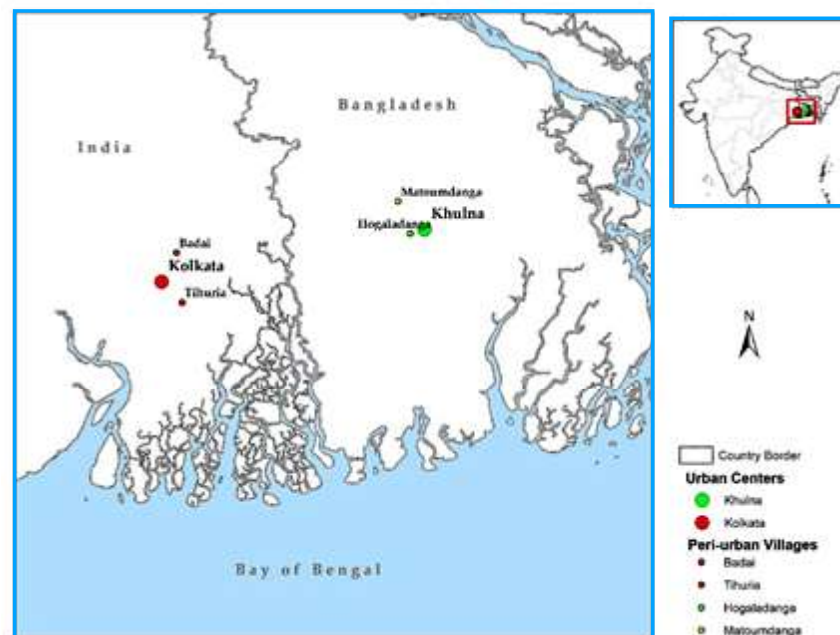 Bangladesh
India
Matoumdanga
Khulna
Hogaladanga
Badai
Kolkata
Tihuria
Bay of Bengal
N
Country Border
Urban Centers
Khulna
Kolkata
Peri-urban Villages
Badai
Tihuria
Hogaladanga
Matoumdanga